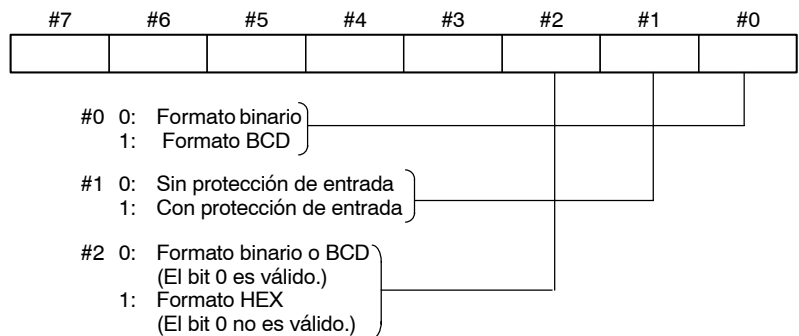 #7 #6 #5 #4 #3 #2 #1 #0
#0 0: Formato binario
1: Formato BCD
#1 0: Sin protección de entrada
1: Con protección de entrada
#2 0: Formato binario o BCD
(El bit 0 es válido.)
1: Formato HEX
(El bit 0 no es válido.)